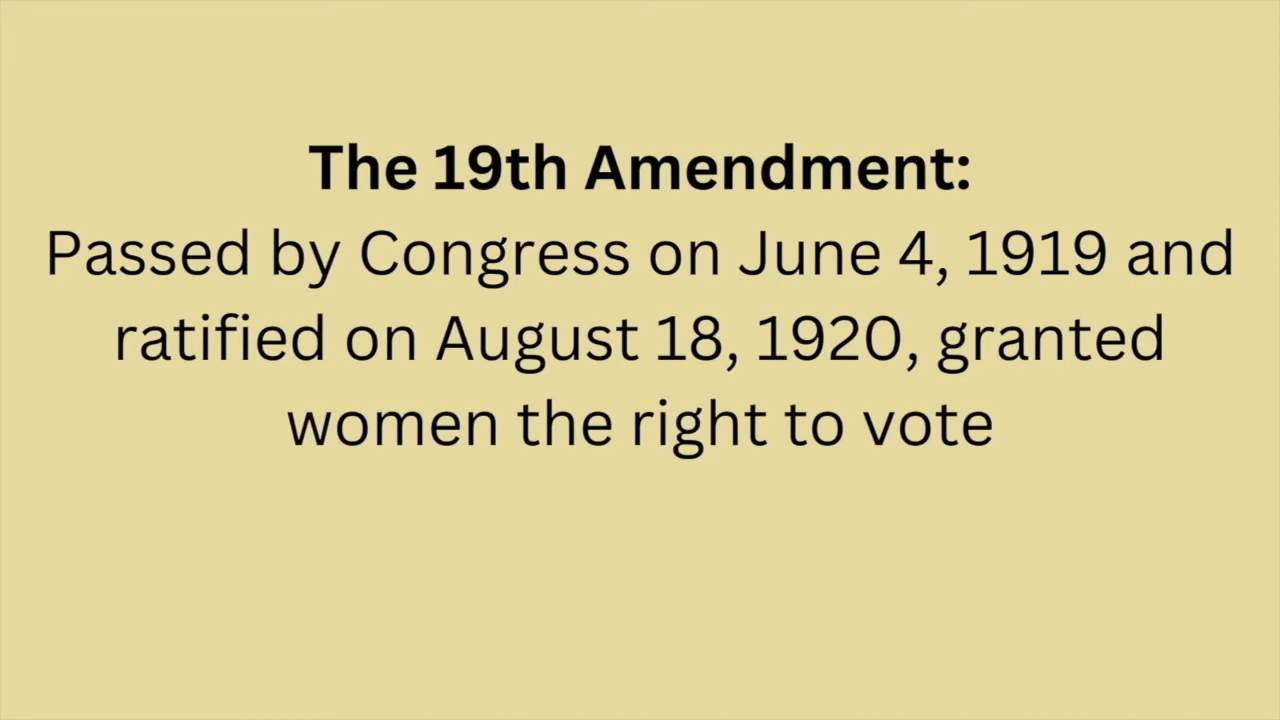 The 19th Amendment:
Passed by Congress on June 4, 1919 and
ratified on August 18, 1920, granted
women the right to vote